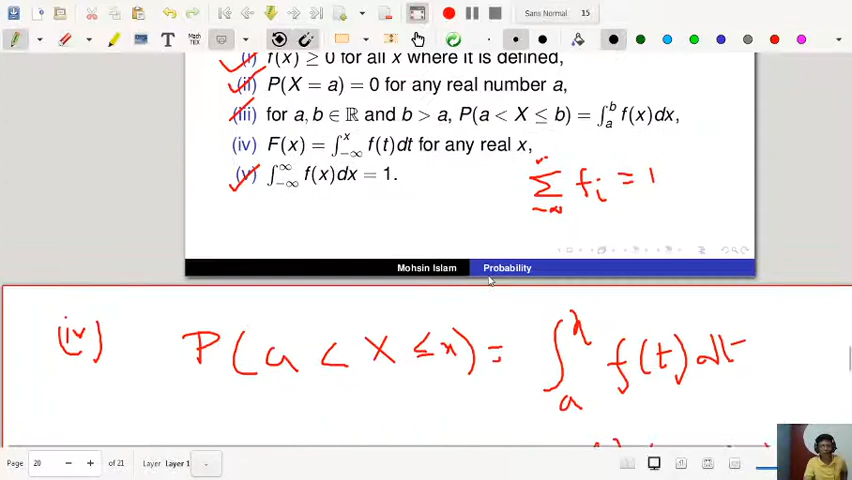 Sans Normal 15
Math TEX
(i) f(x) ≥ 0 for all x where it is defined,
(ii) P(X = a) = 0 for any real number a,
(iii) for a, b ∈ ℝ and b > a, P(a < X ≤ b) = ∫_a^b f(x)dx,
(iv) F(x) = ∫_{-∞}^x f(t)dt for any real x,
(v) ∫_{-∞}^∞ f(x)dx = 1.
∑_{-∞} f_i = 1
Mohsin Islam Probability
(iv) P(a < X ≤ x) = ∫_a^x f(t) dt
Page 20 of 21 Layer Layer 1